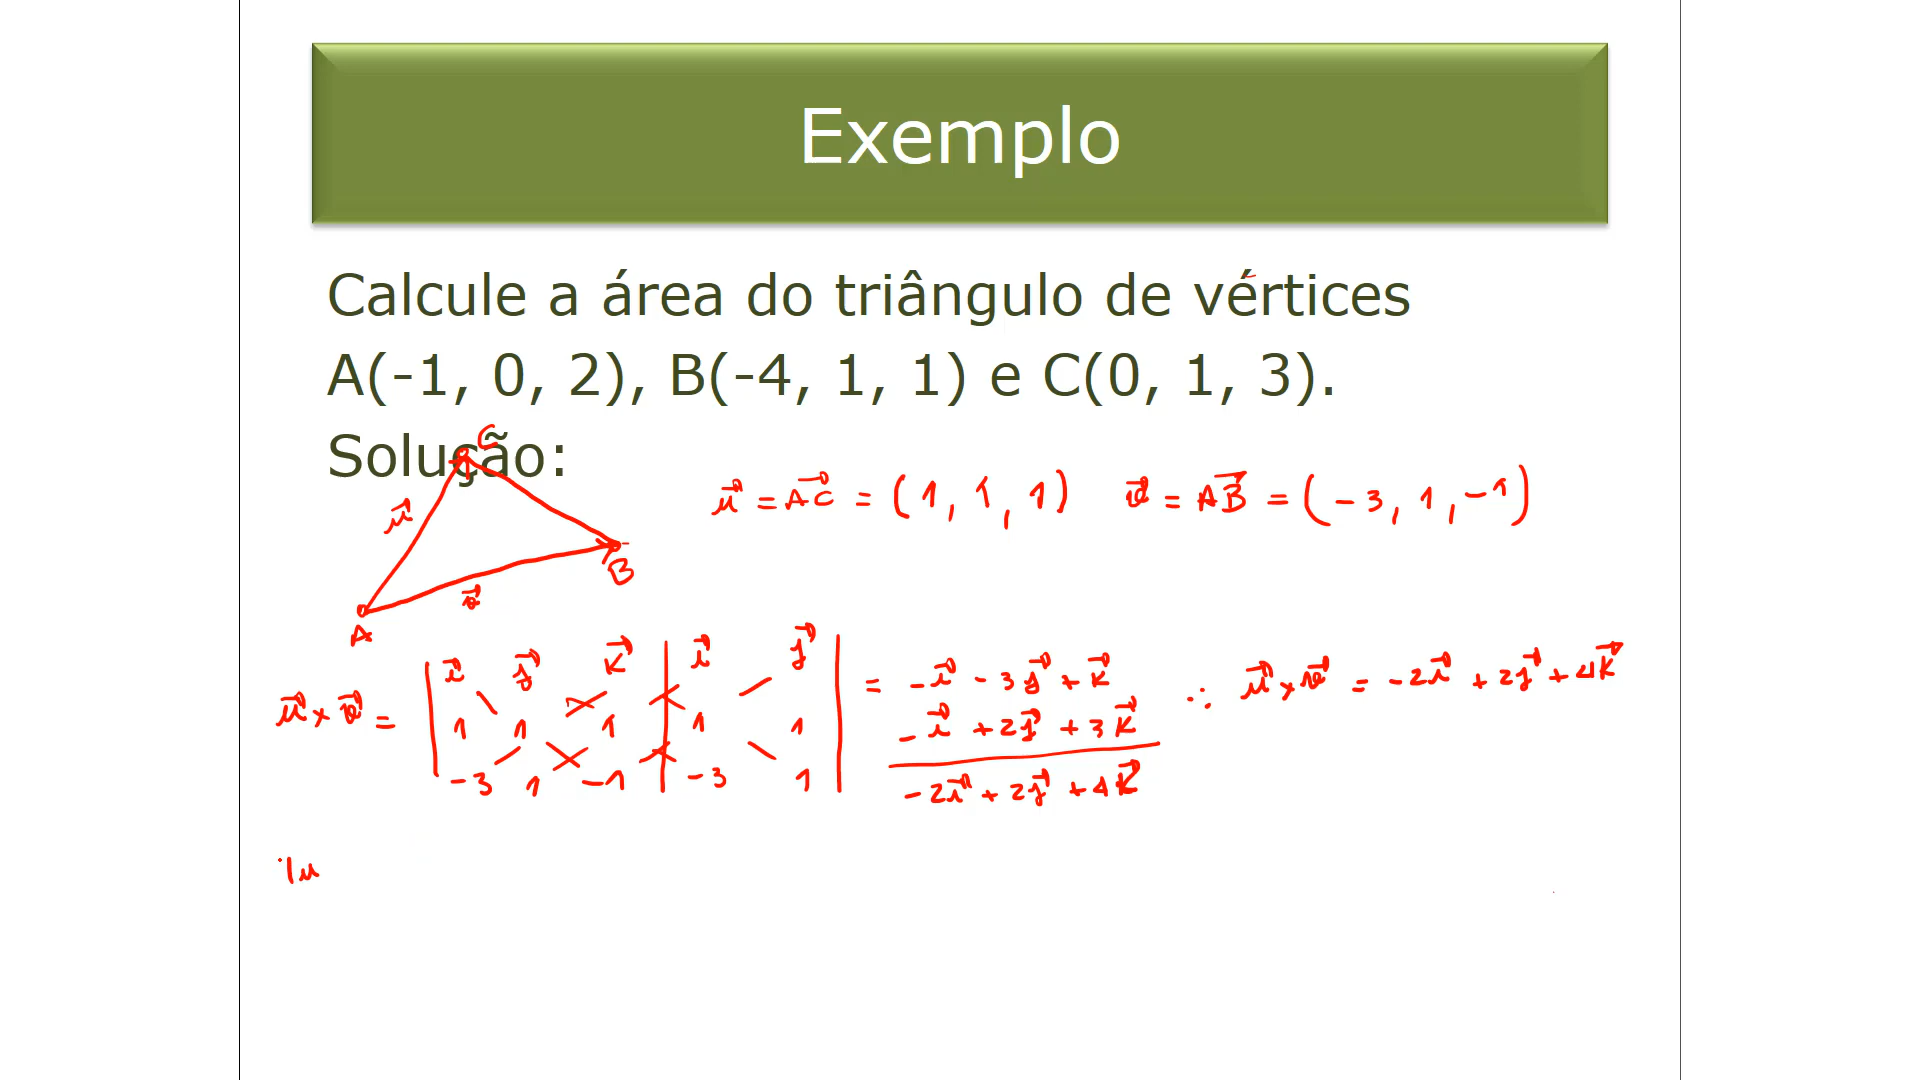 Exemplo
Calcule a área do triângulo de vértices
A(-1, 0, 2), B(-4, 1, 1) e C(0, 1, 3).
Solução:
C
u⃗ = AC⃗ = (1, 1, 1) v⃗ = AB⃗ = (-3, 1, -1)
u⃗
B
v⃗
A
u⃗ × v⃗ = | i⃗ j⃗ k⃗ | i⃗ j⃗ | = -i⃗ - 3j⃗ + k⃗ ∴ u⃗ × v⃗ = -2i⃗ + 2j⃗ + 4k⃗
1 1 1 | 1 1 | -i⃗ + 2j⃗ + 3k⃗
-3 1 -1 | -3 1 | -2i⃗ + 2j⃗ + 4k⃗
|u